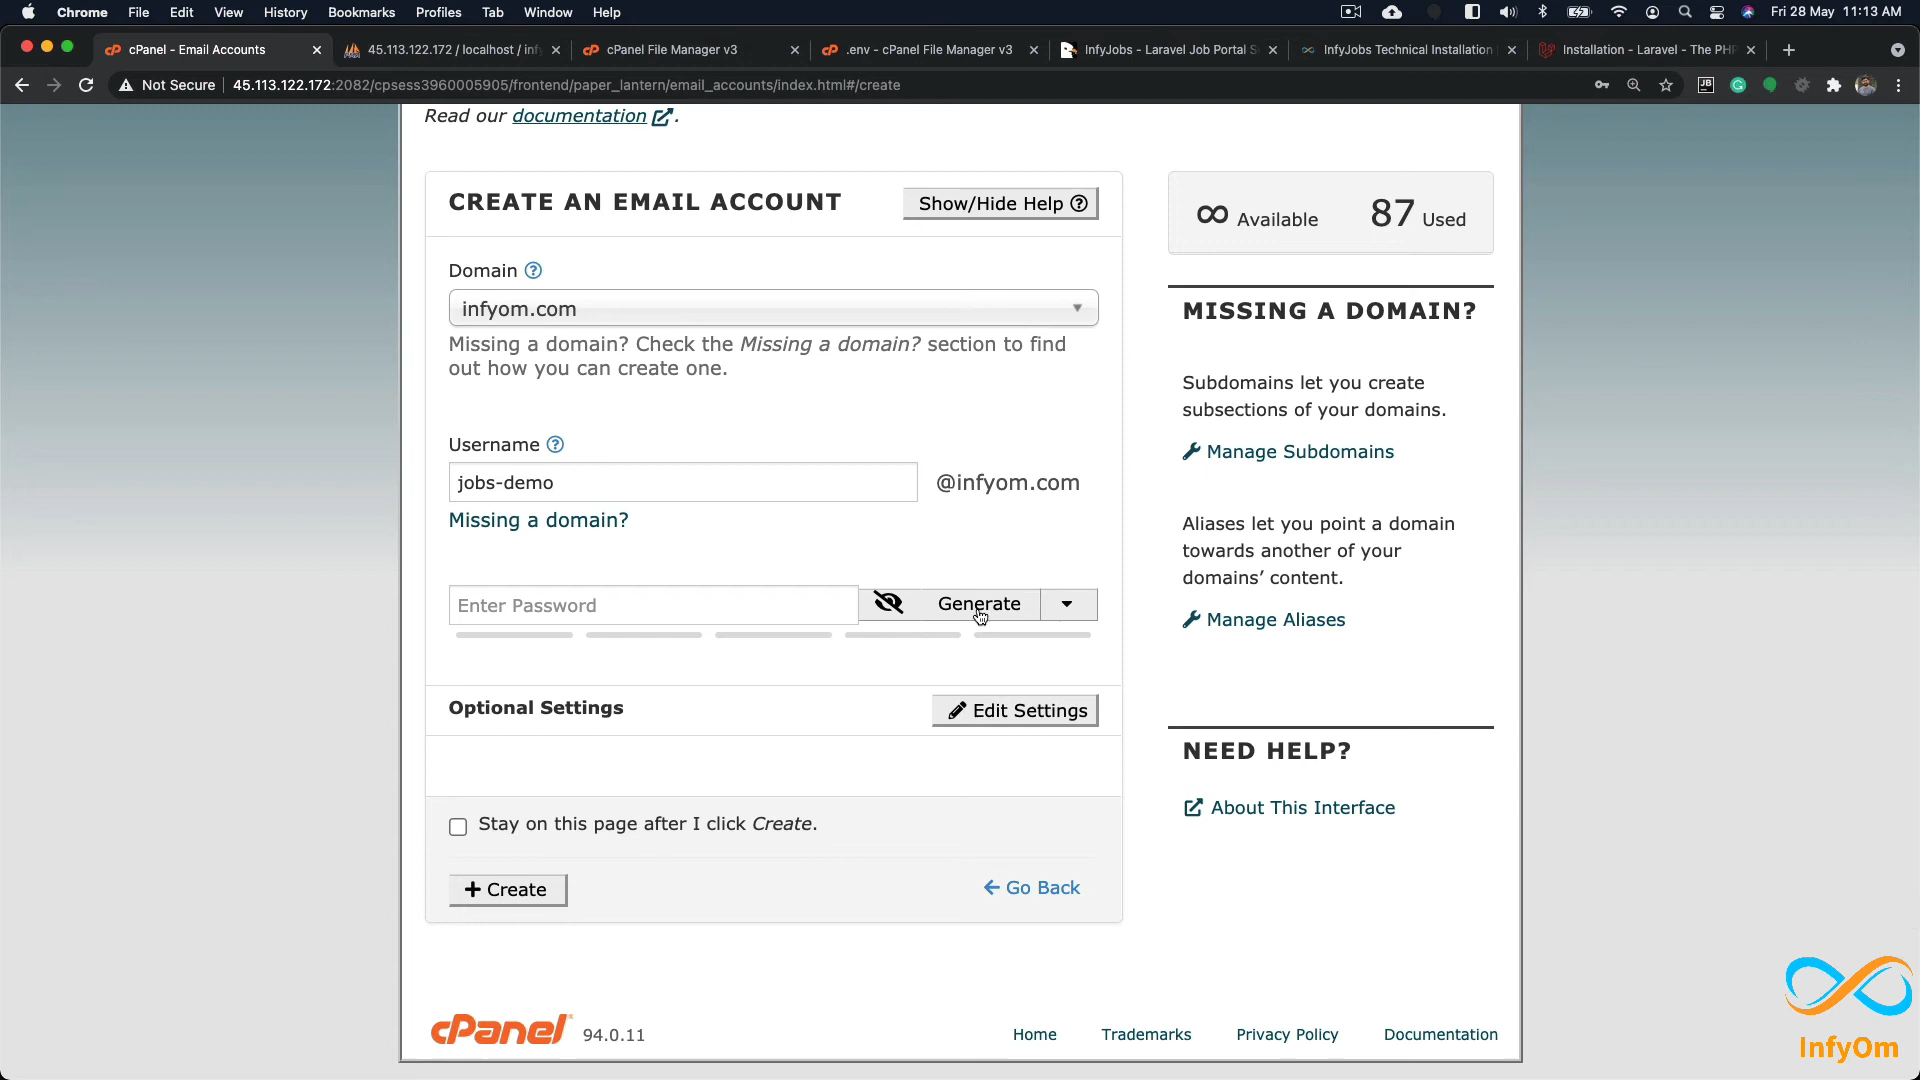 Chrome File Edit View History Bookmarks Profiles Tab Window Help Fri 28 May 11:13 AM
cPanel - Email Accounts 45.113.122.172 / localhost / inf cPanel File Manager v3 .env - cPanel File Manager v3 InfyJobs - Laravel Job Portal S InfyJobs Technical Installation Installation - Laravel - The PHP
Not Secure 45.113.122.172:2082/cpsess3960005905/frontend/paper_lantern/email_accounts/index.html#/create
Read our documentation .
CREATE AN EMAIL ACCOUNT Show/Hide Help
∞ Available 87 Used
Domain
infyom.com
Missing a domain? Check the Missing a domain? section to find
out how you can create one.
Username
jobs-demo @infyom.com
Missing a domain?
Enter Password Generate
Optional Settings Edit Settings
Stay on this page after I click Create.
+ Create ← Go Back
MISSING A DOMAIN?
Subdomains let you create
subsections of your domains.
Manage Subdomains
Aliases let you point a domain
towards another of your
domains’ content.
Manage Aliases
NEED HELP?
About This Interface
cPanel 94.0.11 Home Trademarks Privacy Policy Documentation
InfyOm